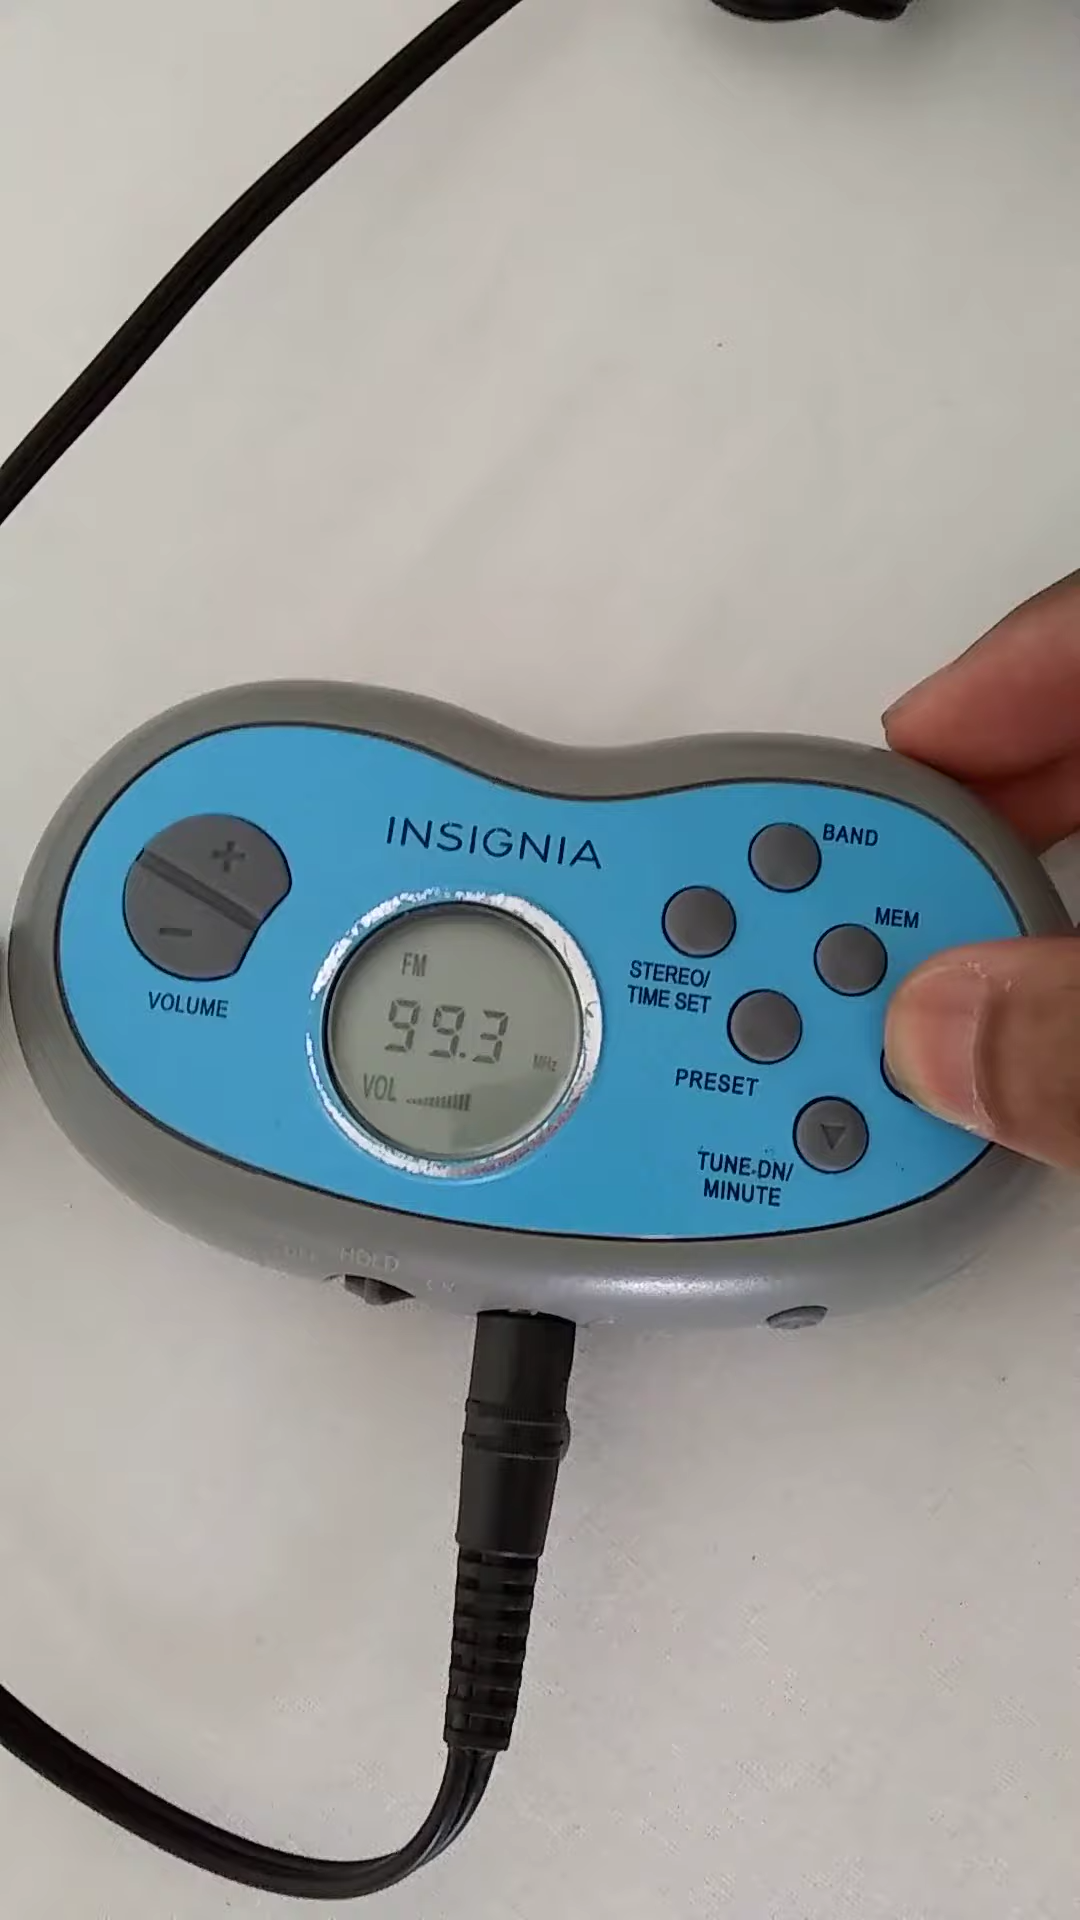 INSIGNIA
BAND
MEM
STEREO/
TIME SET
PRESET
TUNE-DN/
MINUTE
+
−
VOLUME
FM
99.3
MHz
VOL
HOLD